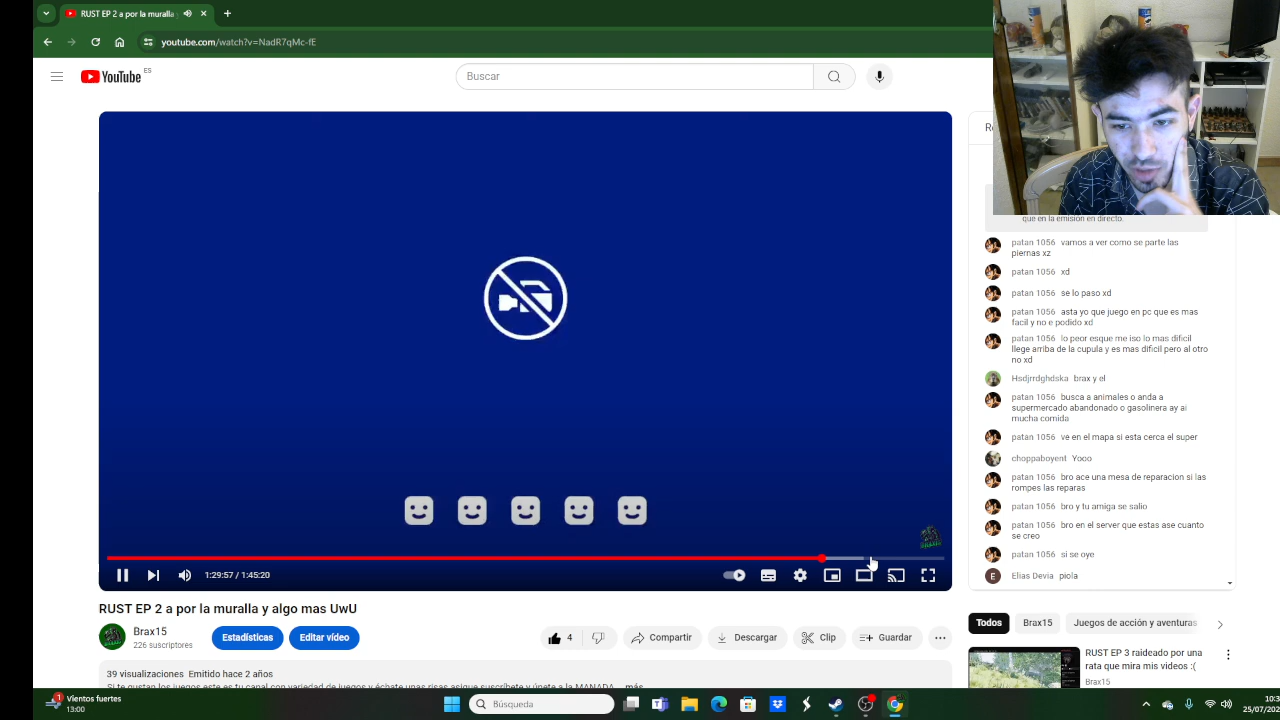 RUST EP 2 a por la muralla
youtube.com/watch?v=NadR7qMc-fE
YouTube ES
Buscar
que en la emisión en directo.
patan 1056 vamos a ver como se parte las
piernas xz
patan 1056 xd
patan 1056 se lo paso xd
patan 1056 asta yo que juego en pc que es mas
facil y no e podido xd
patan 1056 lo peor esque me iso lo mas dificil
llege arriba de la cupula y es mas dificil pero al otro
no xd
Hsdjrrdghdska brax y el
patan 1056 busca a animales o anda a
supermercado abandonado o gasolinera ay ai
mucha comida
patan 1056 ve en el mapa si esta cerca el super
choppaboyent Yooo
patan 1056 bro ace una mesa de reparacion si las
rompes las reparas
patan 1056 bro y tu amiga se salio
patan 1056 bro en el server que estas ase cuanto
se creo
patan 1056 si se oye
E Elias Devia piola
1:29:57 / 1:45:20
RUST EP 2 a por la muralla y algo mas UwU
Brax15
226 suscriptores
Estadísticas
Editar vídeo
4
Compartir
Descargar
Clip
Guardar
39 visualizaciones Emitido hace 2 años
Todos
Brax15
Juegos de acción y aventuras
RUST EP 3 raideado por una
rata que mira mis videos :(
Brax15
1
Vientos fuertes
13:00
Búsqueda
10:3
25/07/202